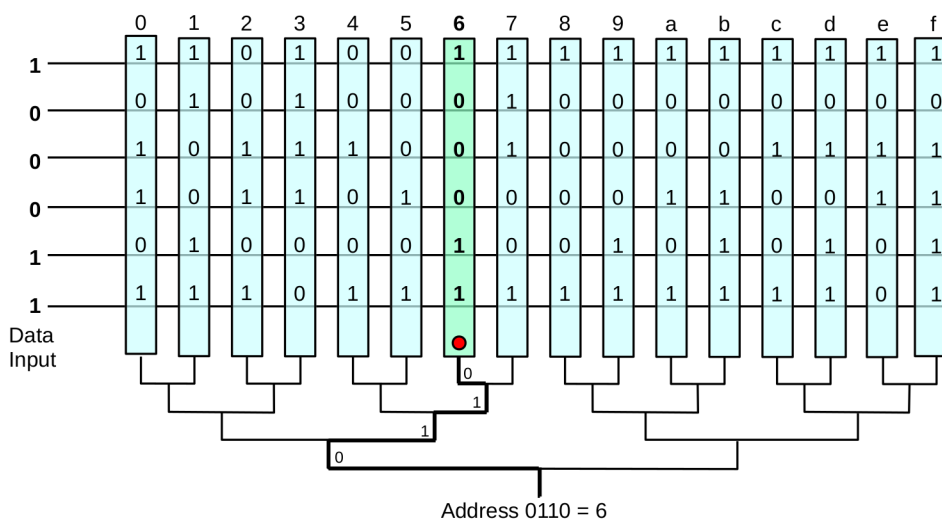 0 1 2 3 4 5 6 7 8 9 a b c d e f
1 1 1 0 1 0 0 1 1 1 1 1 1 1 1 1 1
0 0 1 0 1 0 0 0 1 0 0 0 0 0 0 0 0
0 1 0 1 1 1 0 0 1 0 0 0 0 1 1 1 1
0 1 0 1 1 0 1 0 0 0 0 1 1 0 0 1 1
1 0 1 0 0 0 0 1 0 0 1 0 1 0 1 0 1
1 1 1 1 0 1 1 1 1 1 1 1 1 1 1 0 1
Data
Input
0
1
1
0
Address 0110 = 6